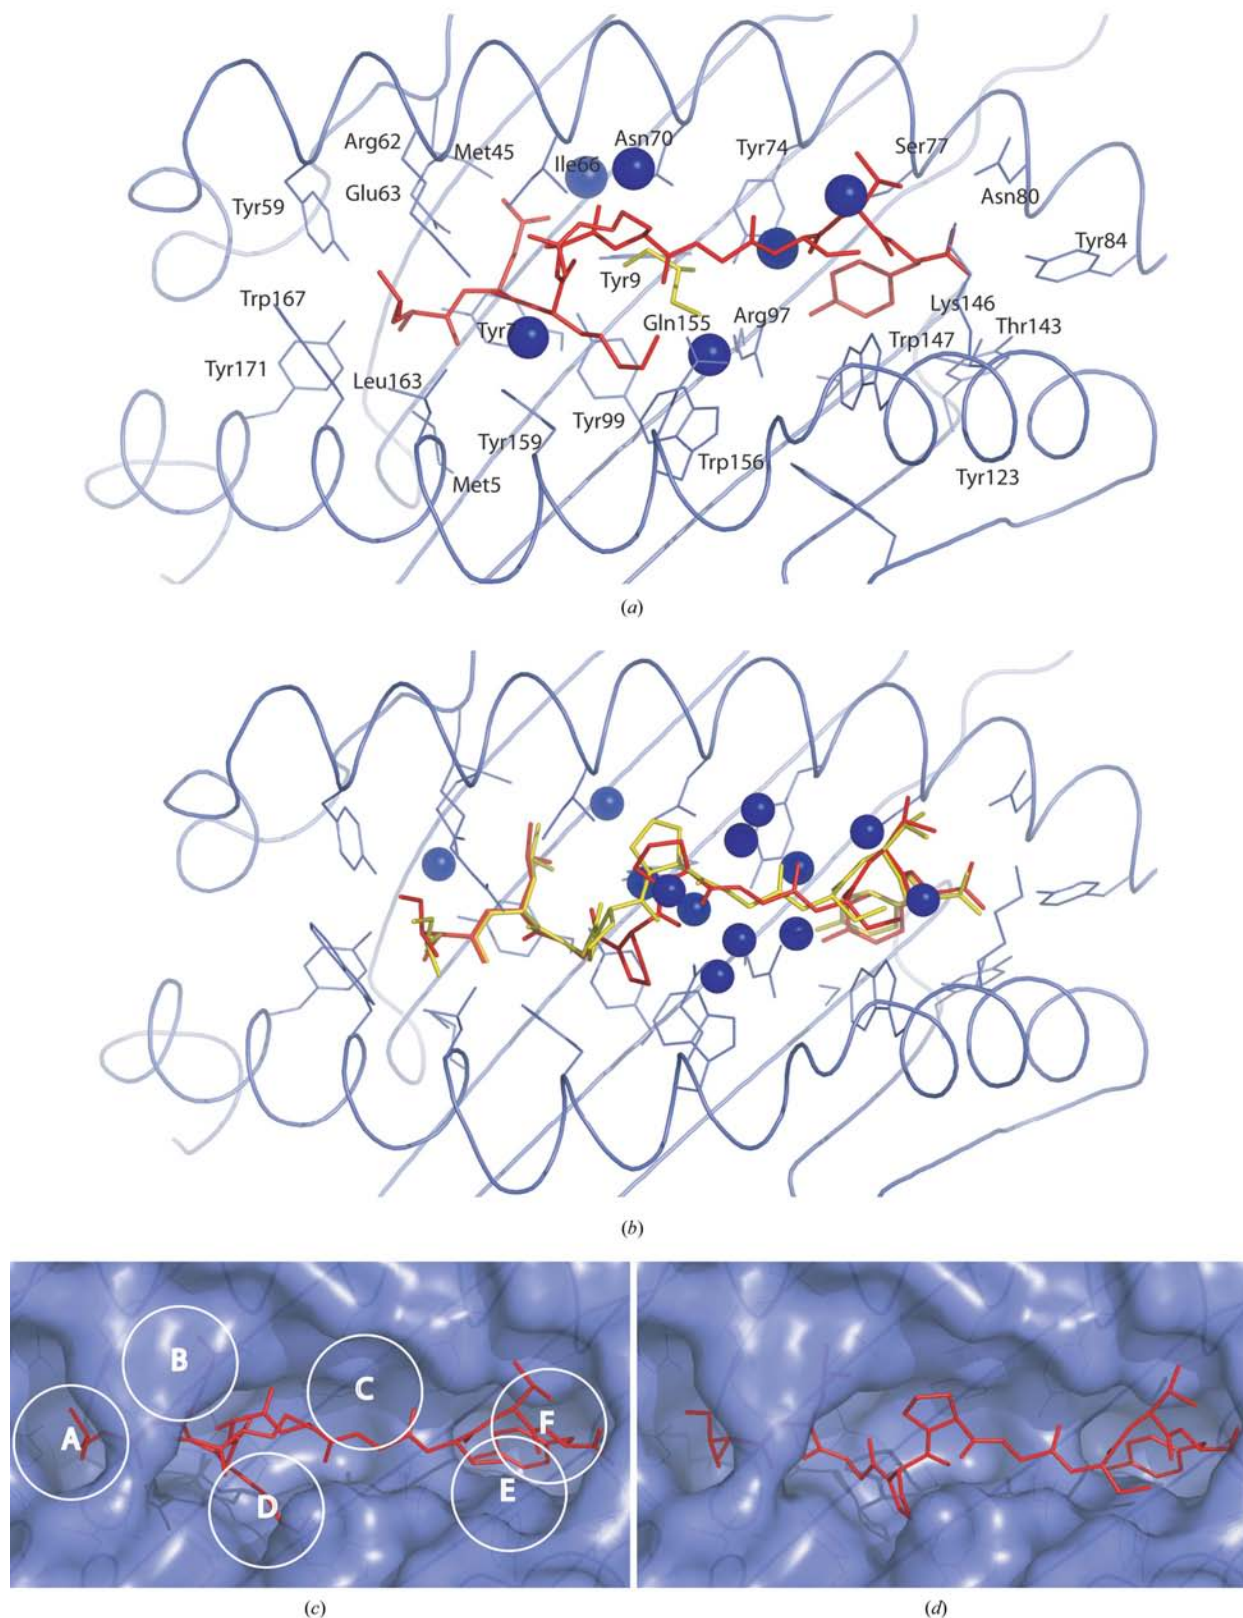 Asn70
Arg62
Met45
Tyr74
Ser77
Ile66
Glu63
Asn80
Tyr59
Tyr84
Tyr9
Trp167
Lys146
Gln155
Arg97
Tyr7
Thr143
Trp147
Tyr171
Leu163
Tyr99
Tyr159
Trp156
Met5
Tyr123
(a)
(b)
B
C
A
F
D
E
(c)
(d)